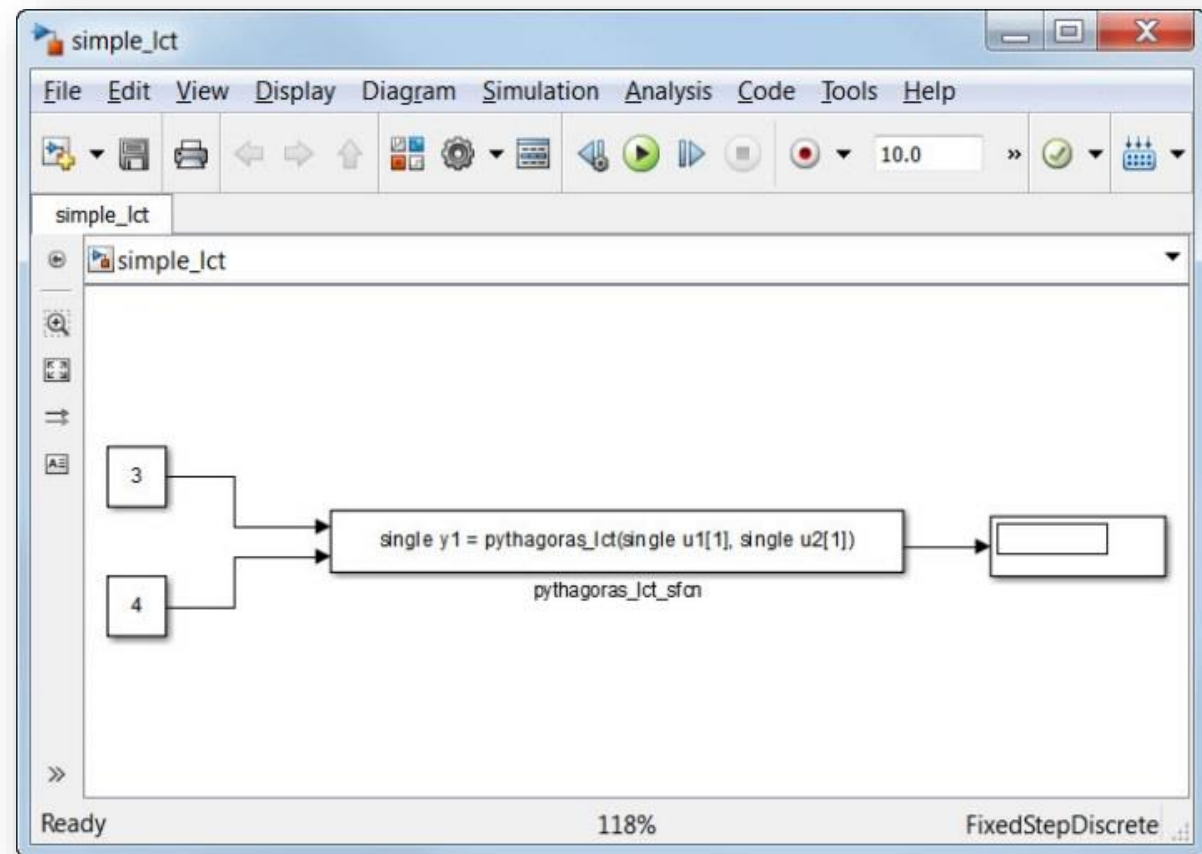 simple_lct
File Edit View Display Diagram Simulation Analysis Code Tools Help
10.0 »
simple_lct
simple_lct
3
single y1 = pythagoras_lct(single u1[1], single u2[1])
pythagoras_lct_sfcn
4
»
Ready 118% FixedStepDiscrete